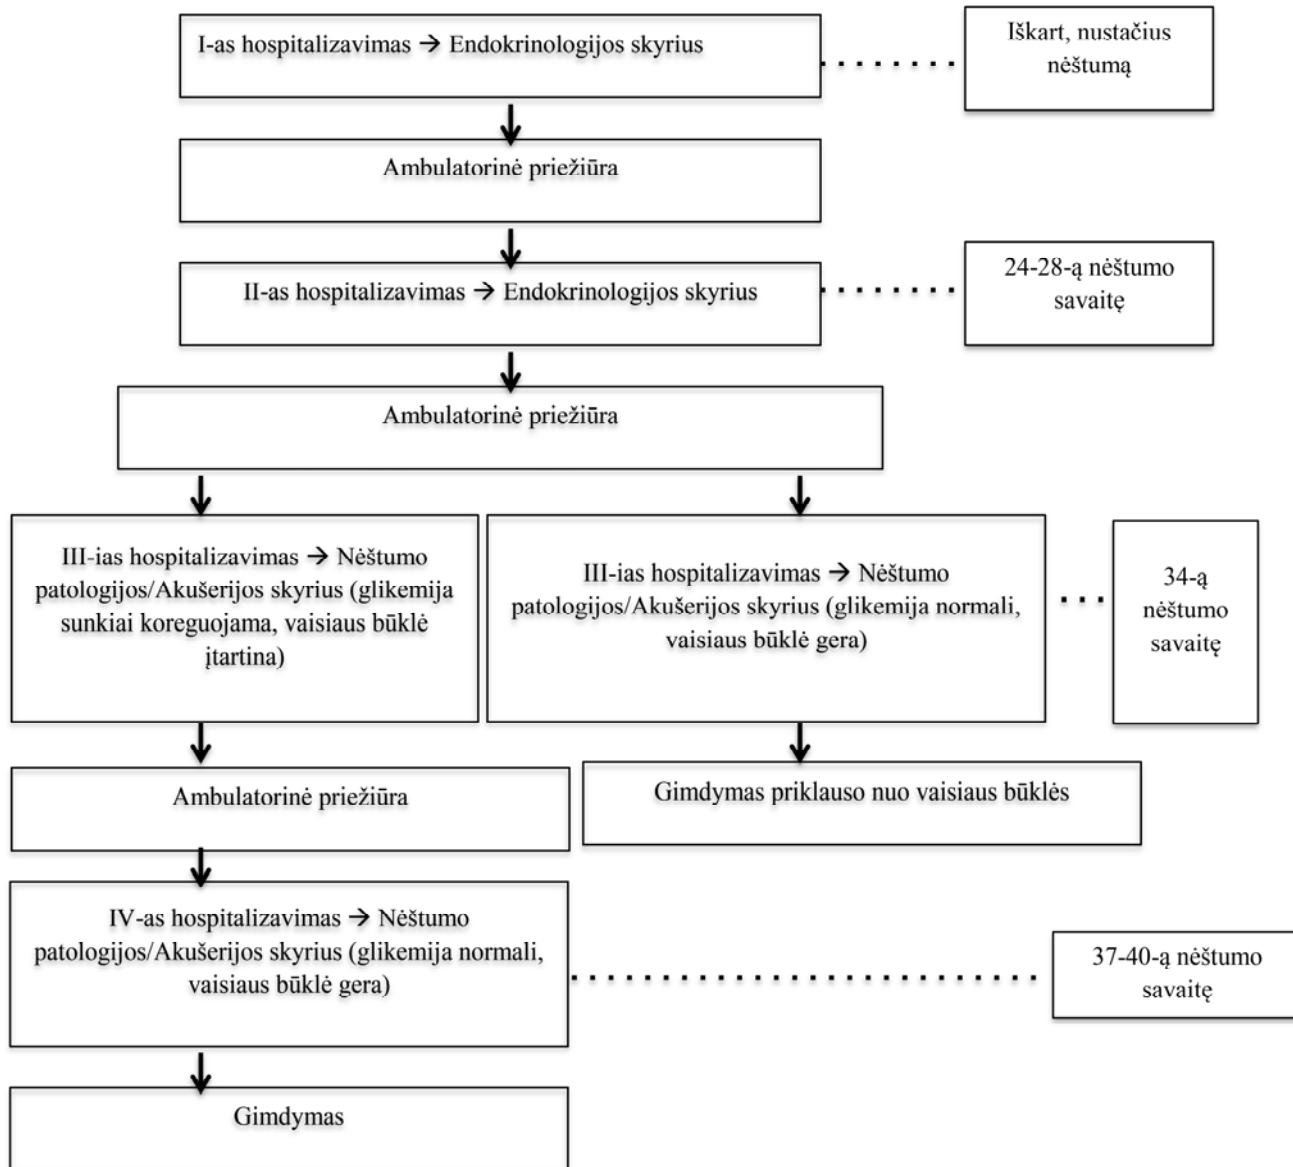 I-as hospitalizavimas → Endokrinologijos skyrius
Iškart, nustačius
nėštumą
Ambulatorinė priežiūra
II-as hospitalizavimas → Endokrinologijos skyrius
24-28-ą nėštumo
savaitę
Ambulatorinė priežiūra
III-ias hospitalizavimas → Nėštumo
patologijos/Akušerijos skyrius (glikemija
sunkiai koreguojama, vaisiaus būklė
įtartina)
III-ias hospitalizavimas → Nėštumo
patologijos/Akušerijos skyrius (glikemija normali,
vaisiaus būklė gera)
34-ą
nėštumo
savaitę
Ambulatorinė priežiūra
Gimdymas priklauso nuo vaisiaus būklės
IV-as hospitalizavimas → Nėštumo
patologijos/Akušerijos skyrius (glikemija normali,
vaisiaus būklė gera)
37-40-ą nėštumo
savaitę
Gimdymas